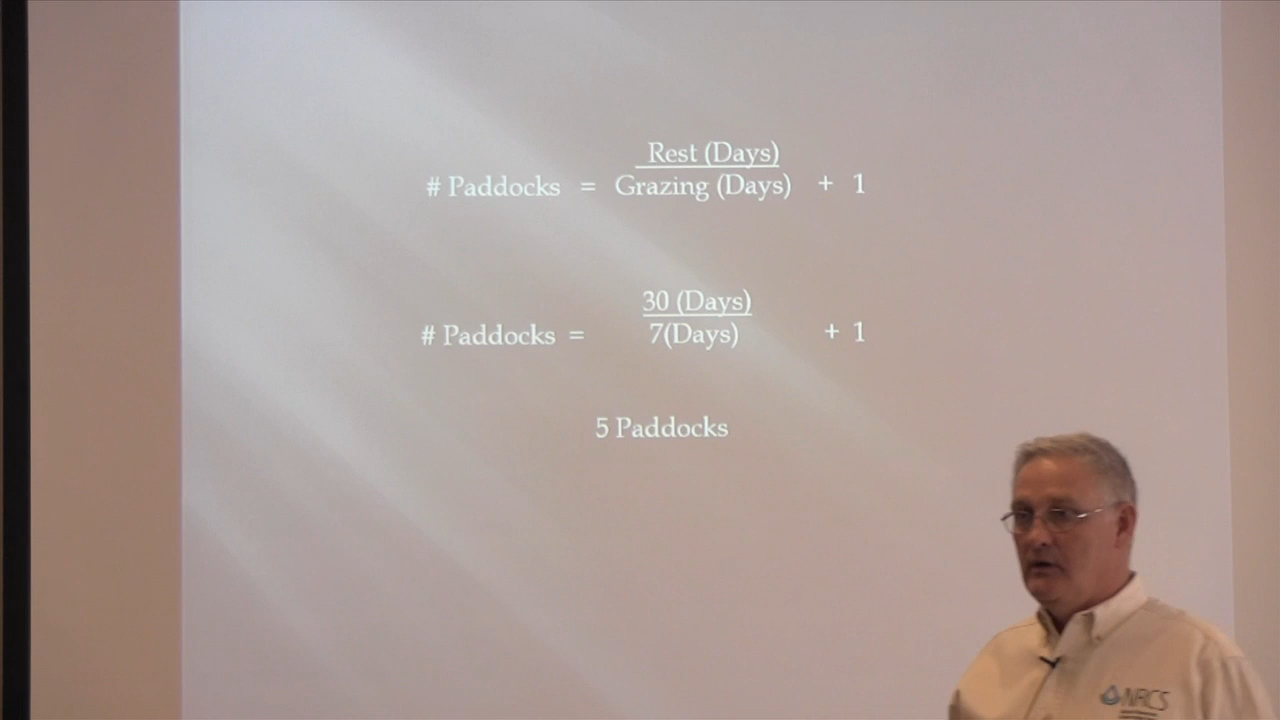 Rest (Days)
# Paddocks = Grazing (Days) + 1
30 (Days)
# Paddocks = 7(Days) + 1
5 Paddocks
NRCS